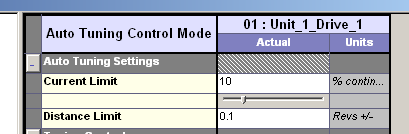 Auto Tuning Control Mode
01 : Unit_1_Drive_1
Actual Units
Auto Tuning Settings
Current Limit 10 % contin...
Distance Limit 0.1 Revs +/-